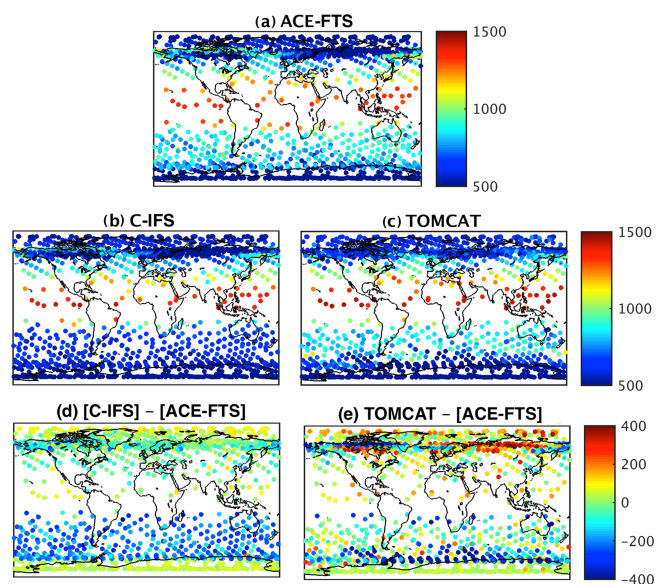 (a) ACE-FTS
1500
1000
500
(b) C-IFS
(c) TOMCAT
1500
1000
500
(d) [C-IFS] – [ACE-FTS]
(e) TOMCAT – [ACE-FTS]
400
200
0
−200
−400